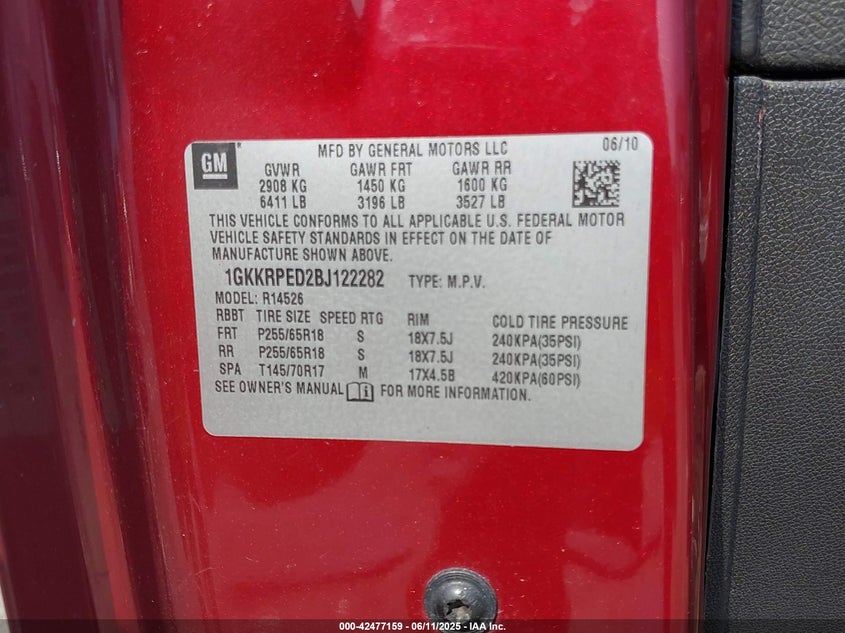 GM
MFD BY GENERAL MOTORS LLC 06/10
GVWR GAWR FRT GAWR RR
2908 KG 1450 KG 1600 KG
6411 LB 3196 LB 3527 LB
THIS VEHICLE CONFORMS TO ALL APPLICABLE U.S. FEDERAL MOTOR
VEHICLE SAFETY STANDARDS IN EFFECT ON THE DATE OF
MANUFACTURE SHOWN ABOVE.
1GKKRPED2BJ122282 TYPE: M.P.V.
MODEL: R14526
RBBT TIRE SIZE SPEED RTG RIM COLD TIRE PRESSURE
FRT P255/65R18 S 18X7.5J 240KPA(35PSI)
RR P255/65R18 S 18X7.5J 240KPA(35PSI)
SPA T145/70R17 M 17X4.5B 420KPA(60PSI)
SEE OWNER'S MANUAL FOR MORE INFORMATION.
000-42477159 - 06/11/2025 - IAA Inc.